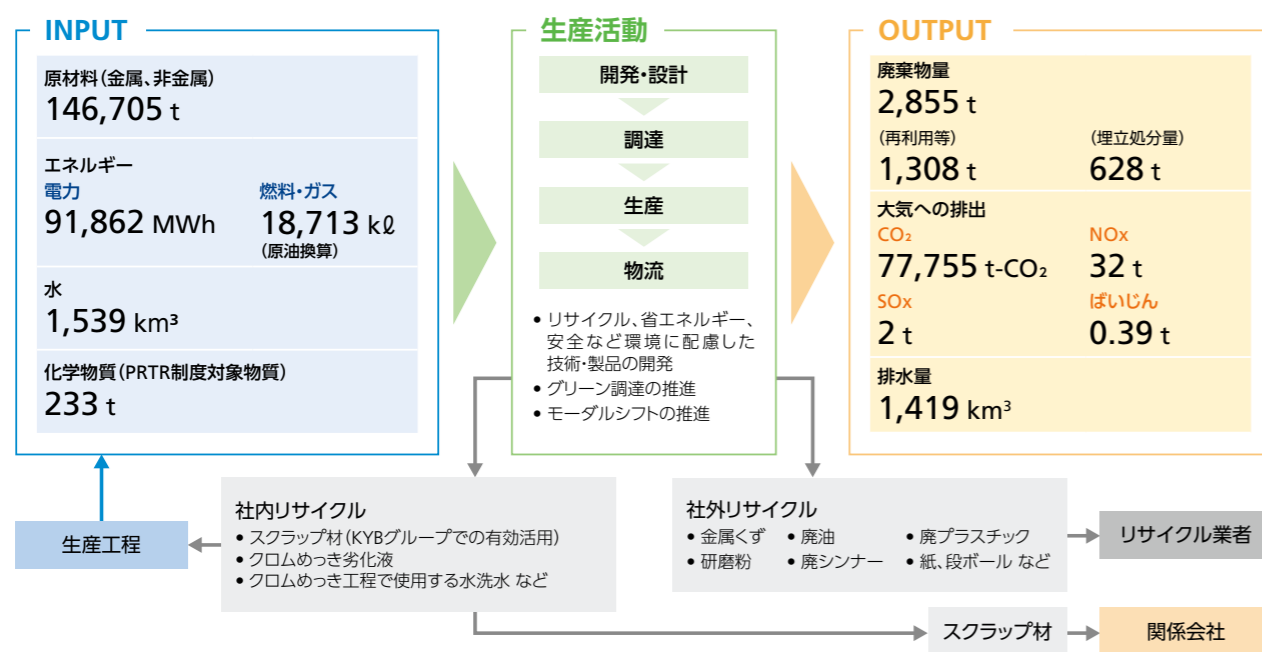 INPUT
原材料(金属、非金属)
146,705 t
エネルギー
電力
91,862 MWh
燃料・ガス
18,713 kℓ
(原油換算)
水
1,539 km³
化学物質(PRTR制度対象物質)
233 t
生産活動
開発・設計
調達
生産
物流
• リサイクル、省エネルギー、
安全など環境に配慮した
技術・製品の開発
• グリーン調達の推進
• モーダルシフトの推進
OUTPUT
廃棄物量
2,855 t
(再利用等)
1,308 t
(埋立処分量)
628 t
大気への排出
CO₂
77,755 t-CO₂
NOx
32 t
SOx
2 t
ばいじん
0.39 t
排水量
1,419 km³
生産工程
社内リサイクル
• スクラップ材(KYBグループでの有効活用)
• クロムめっき劣化液
• クロムめっき工程で使用する水洗水 など
社外リサイクル
• 金属くず • 廃油 • 廃プラスチック
• 研磨粉 • 廃シンナー • 紙、段ボール など
リサイクル業者
スクラップ材
関係会社